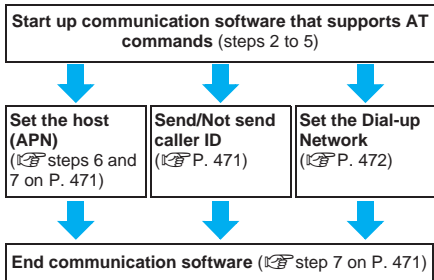 Start up communication software that supports AT
commands (steps 2 to 5)
Set the host
(APN)
(☞steps 6 and
7 on P. 471)
Send/Not send
caller ID
(☞P. 471)
Set the Dial-up
Network
(☞P. 472)
End communication software (☞step 7 on P. 471)